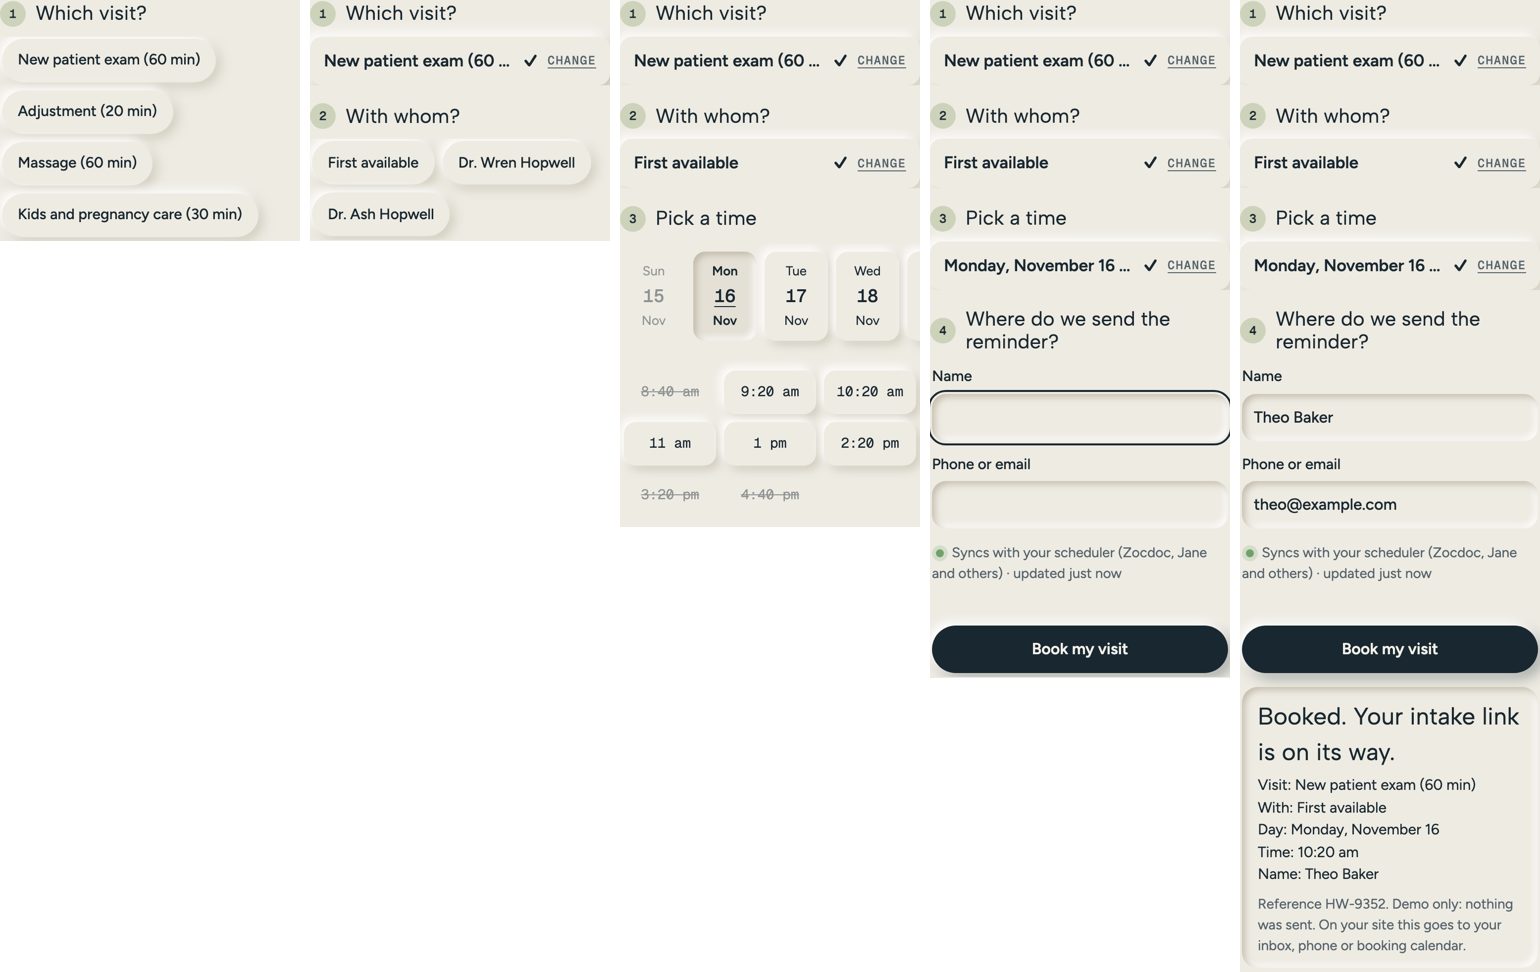 1 Which visit?
New patient exam (60 min)
Adjustment (20 min)
Massage (60 min)
Kids and pregnancy care (30 min)
1 Which visit?
New patient exam (60 ... ✓ CHANGE
2 With whom?
First available Dr. Wren Hopwell
Dr. Ash Hopwell
1 Which visit?
New patient exam (60 ... ✓ CHANGE
2 With whom?
First available ✓ CHANGE
3 Pick a time
Sun Mon Tue Wed
15 16 17 18
Nov Nov Nov Nov
8:40 am 9:20 am 10:20 am
11 am 1 pm 2:20 pm
3:20 pm 4:40 pm
1 Which visit?
New patient exam (60 ... ✓ CHANGE
2 With whom?
First available ✓ CHANGE
3 Pick a time
Monday, November 16 ... ✓ CHANGE
4 Where do we send the
reminder?
Name
Phone or email
Syncs with your scheduler (Zocdoc, Jane
and others) · updated just now
Book my visit
1 Which visit?
New patient exam (60 ... ✓ CHANGE
2 With whom?
First available ✓ CHANGE
3 Pick a time
Monday, November 16 ... ✓ CHANGE
4 Where do we send the
reminder?
Name
Theo Baker
Phone or email
theo@example.com
Syncs with your scheduler (Zocdoc, Jane
and others) · updated just now
Book my visit
Booked. Your intake link
is on its way.
Visit: New patient exam (60 min)
With: First available
Day: Monday, November 16
Time: 10:20 am
Name: Theo Baker
Reference HW-9352. Demo only: nothing
was sent. On your site this goes to your
inbox, phone or booking calendar.